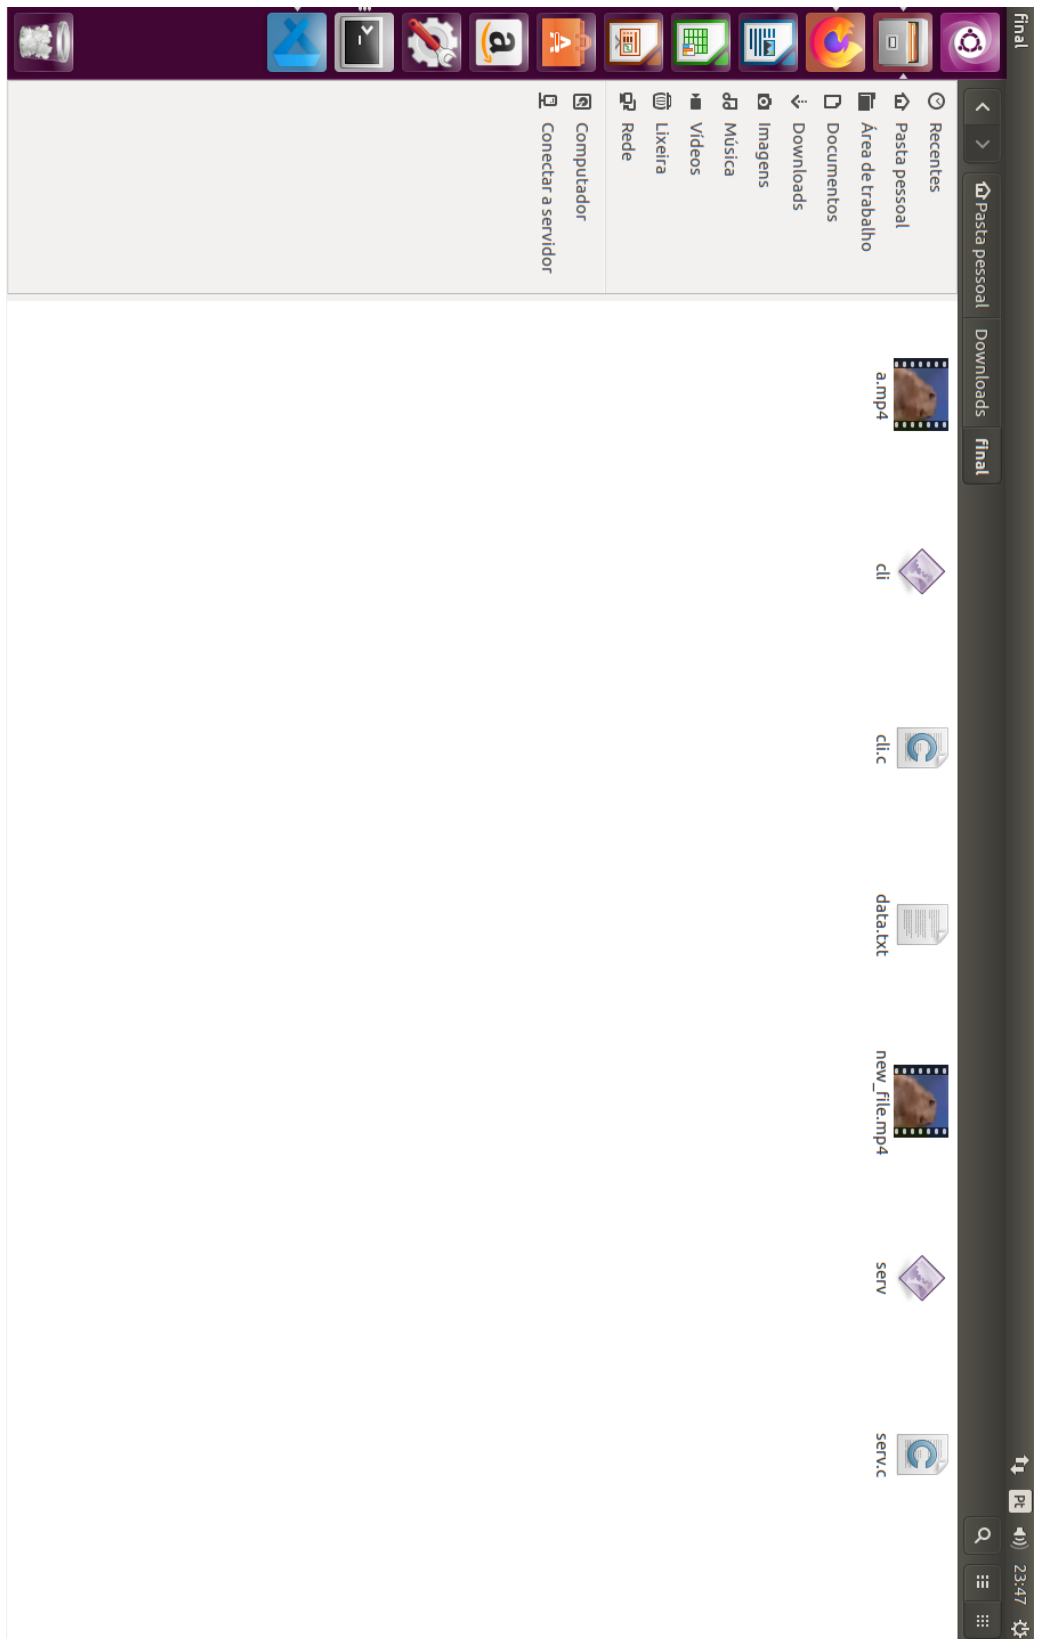 final
Pt
23:47
Pasta pessoal
Downloads
final
Recentes
Pasta pessoal
Área de trabalho
Documentos
Downloads
Imagens
Música
Vídeos
Lixeira
Rede
Computador
Conectar a servidor
a.mp4
cli
cli.c
data.txt
new_file.mp4
serv
serv.c